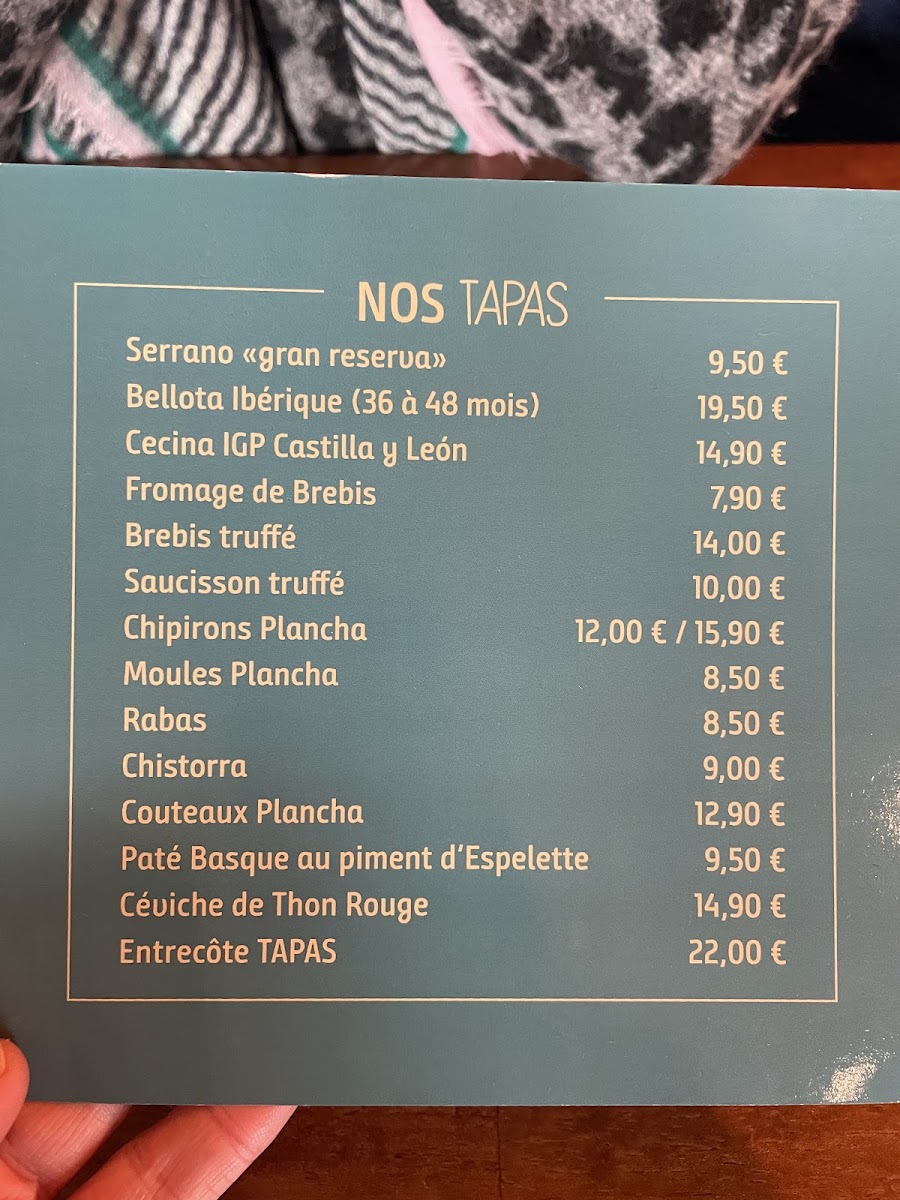 NOS TAPAS
Serrano «gran reserva» 9,50 €
Bellota Ibérique (36 à 48 mois) 19,50 €
Cecina IGP Castilla y León 14,90 €
Fromage de Brebis 7,90 €
Brebis truffé 14,00 €
Saucisson truffé 10,00 €
Chipirons Plancha 12,00 € / 15,90 €
Moules Plancha 8,50 €
Rabas 8,50 €
Chistorra 9,00 €
Couteaux Plancha 12,90 €
Paté Basque au piment d'Espelette 9,50 €
Céviche de Thon Rouge 14,90 €
Entrecôte TAPAS 22,00 €